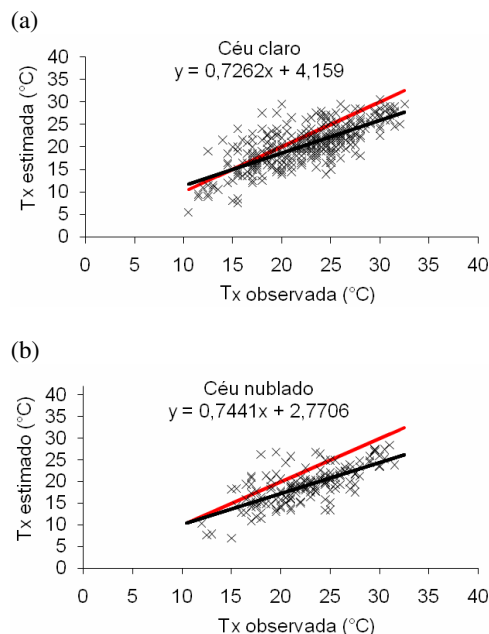 (a)
Céu claro
y = 0,7262x + 4,159
Tx estimada (°C)
40
35
30
25
20
15
10
5
0
0 5 10 15 20 25 30 35 40
Tx observada (°C)
(b)
Céu nublado
y = 0,7441x + 2,7706
Tx estimado (°C)
40
35
30
25
20
15
10
5
0
0 5 10 15 20 25 30 35 40
Tx observada (°C)